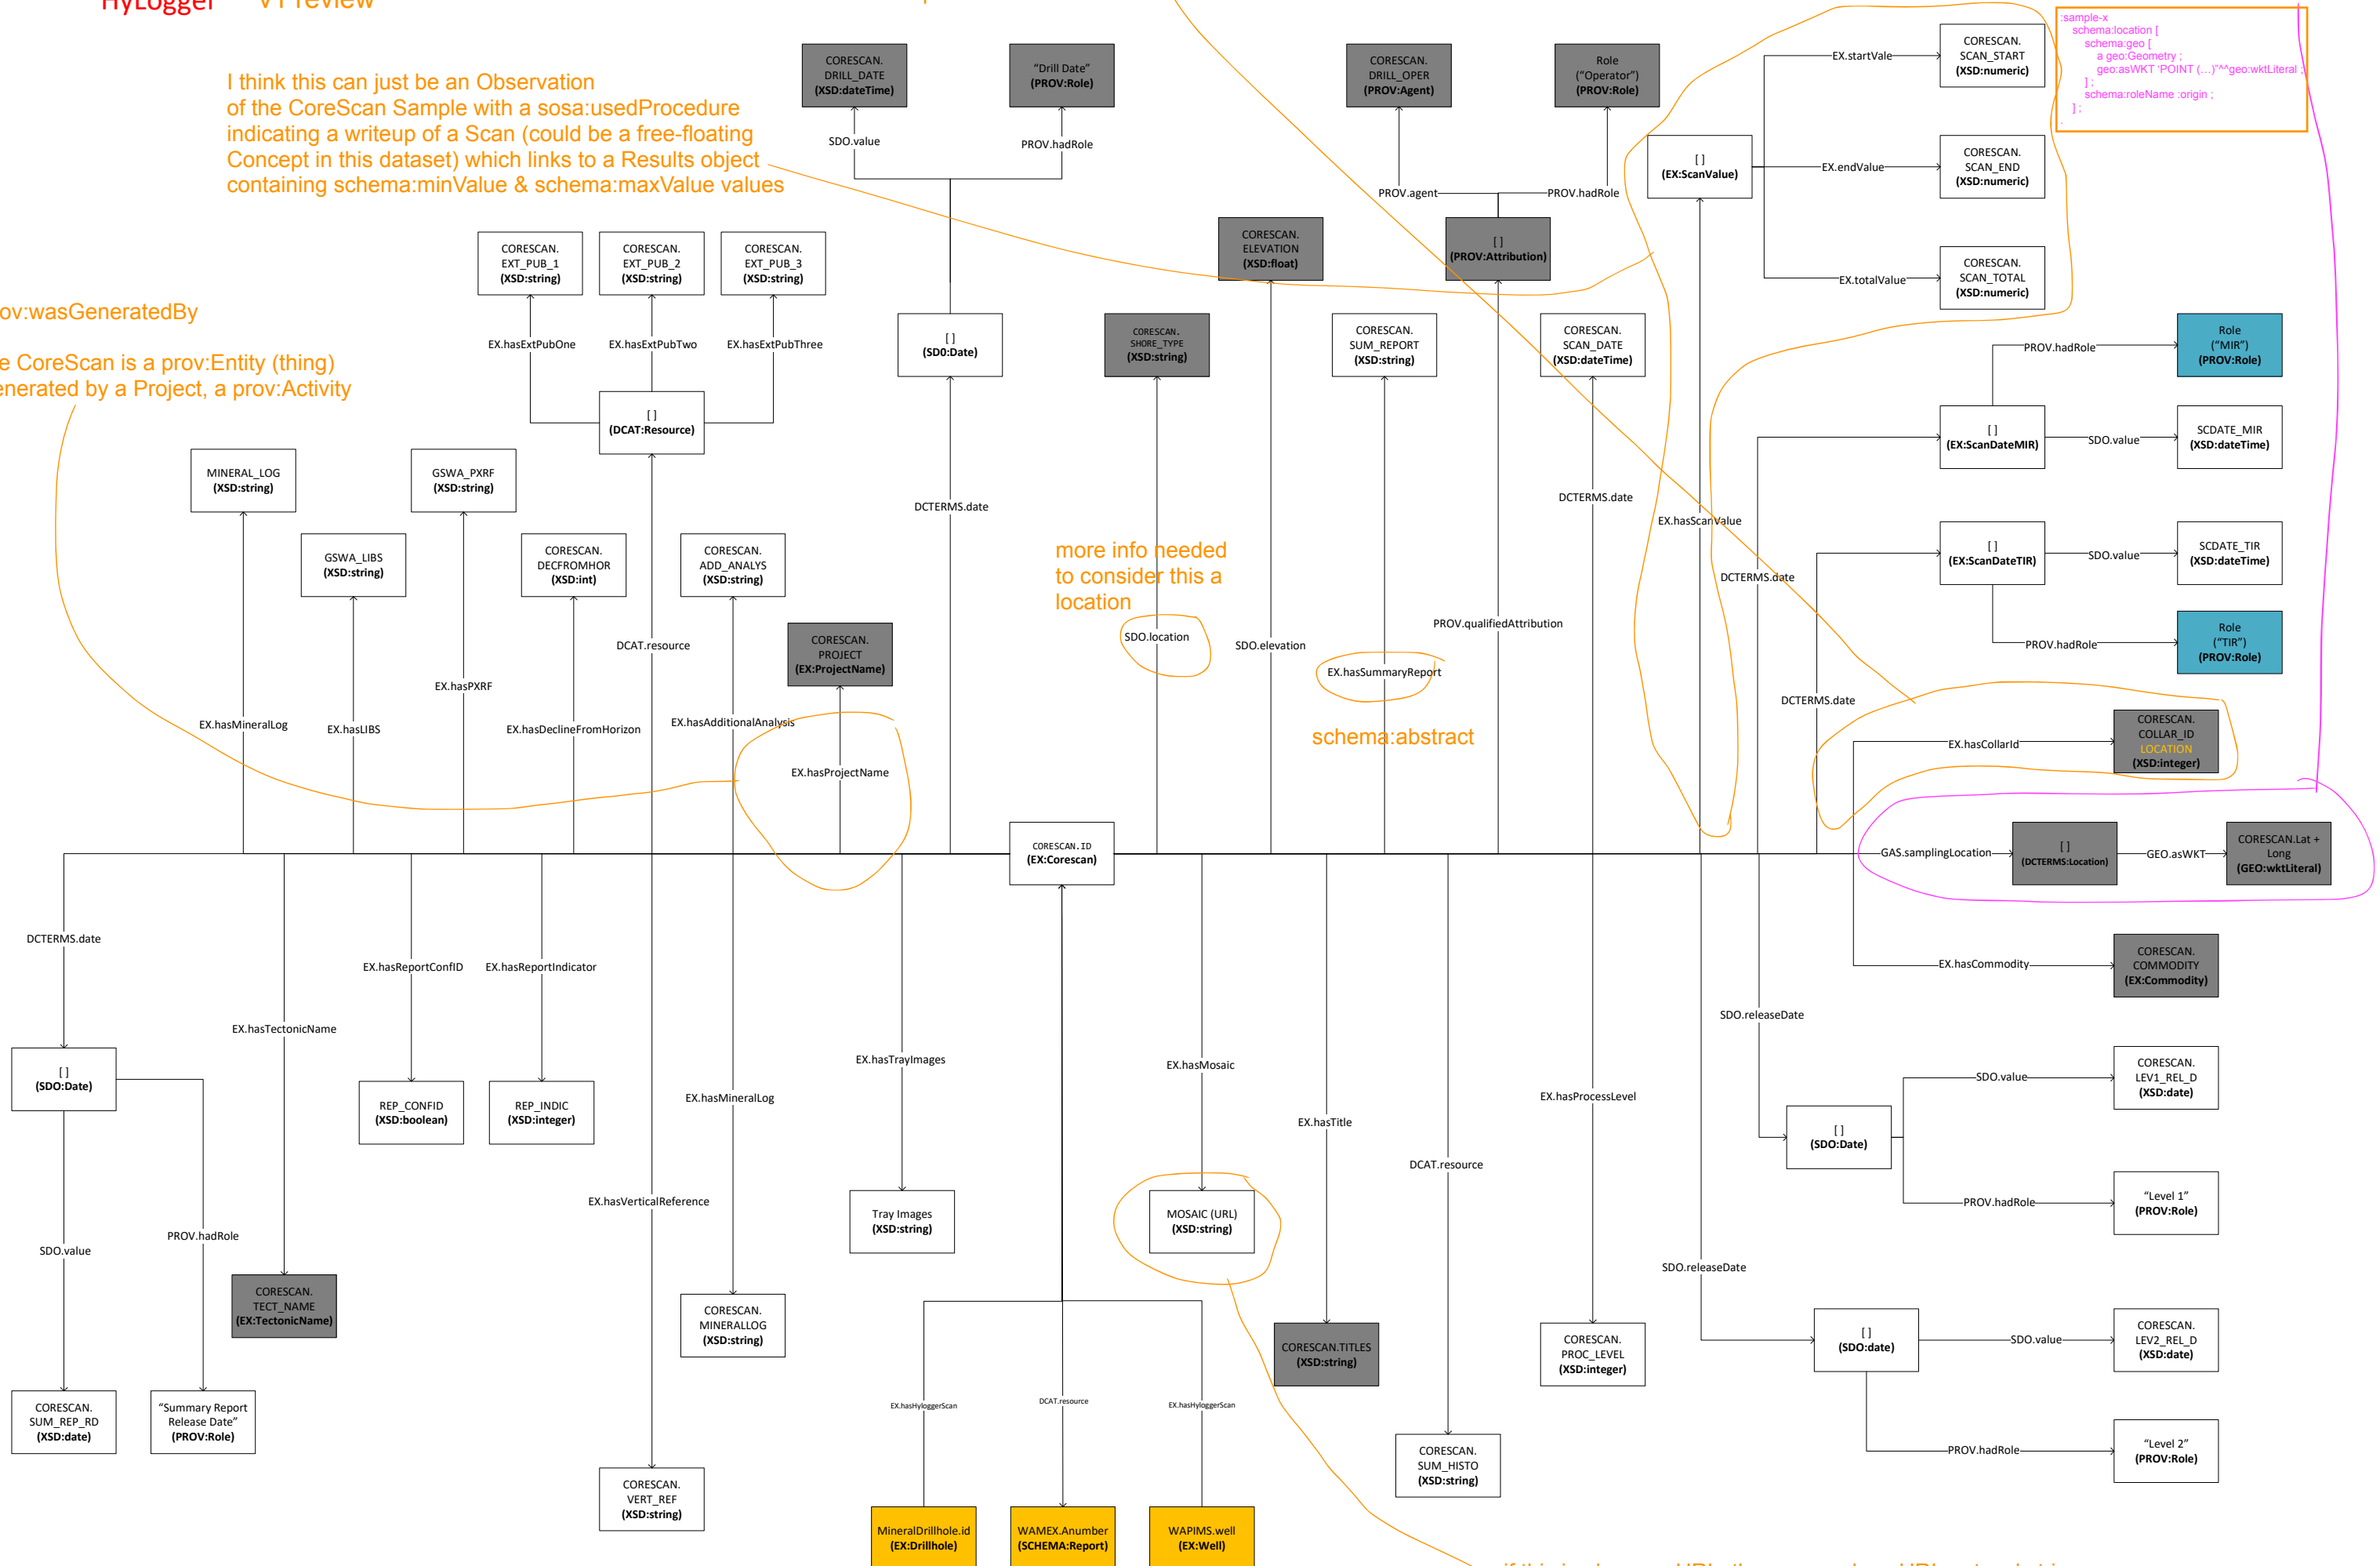 HyLogger
V1 review
I think this can just be an Observation
of the CoreScan Sample with a sosa:usedProcedure
indicating a writeup of a Scan (could be a free-floating
Concept in this dataset) which links to a Results object
containing schema:minValue & schema:maxValue values
CORESCAN.
DRILL_DATE
(XSD:dateTime)
"Drill Date"
(PROV:Role)
SDO.value
PROV.hadRole
CORESCAN.
DRILL_OPER
(PROV:Agent)
Role
("Operator")
(PROV:Role)
PROV.agent
PROV.hadRole
[ ]
(EX:ScanValue)
EX.startVale
CORESCAN.
SCAN_START
(XSD:numeric)
EX.endValue
CORESCAN.
SCAN_END
(XSD:numeric)
EX.totalValue
CORESCAN.
SCAN_TOTAL
(XSD:numeric)
:sample-x
schema:location [
schema:geo [
a geo:Geometry ;
geo:asWKT 'POINT (…)"^^geo:wktLiteral ;
] ;
schema:roleName :origin ;
] ;
.
CORESCAN.
EXT_PUB_1
(XSD:string)
CORESCAN.
EXT_PUB_2
(XSD:string)
CORESCAN.
EXT_PUB_3
(XSD:string)
EX.hasExtPubOne
EX.hasExtPubTwo
EX.hasExtPubThree
[ ]
(DCAT:Resource)
[ ]
(SD0:Date)
CORESCAN.
ELEVATION
(XSD:float)
[ ]
(PROV:Attribution)
CORESCAN.
SHORE_TYPE
(XSD:string)
CORESCAN.
SUM_REPORT
(XSD:string)
CORESCAN.
SCAN_DATE
(XSD:dateTime)
ov:wasGeneratedBy
e CoreScan is a prov:Entity (thing)
enerated by a Project, a prov:Activity
PROV.hadRole
Role
("MIR")
(PROV:Role)
[ ]
(EX:ScanDateMIR)
SDO.value
SCDATE_MIR
(XSD:dateTime)
[ ]
(EX:ScanDateTIR)
SDO.value
SCDATE_TIR
(XSD:dateTime)
PROV.hadRole
Role
("TIR")
(PROV:Role)
MINERAL_LOG
(XSD:string)
GSWA_PXRF
(XSD:string)
GSWA_LIBS
(XSD:string)
CORESCAN.
DECFROMHOR
(XSD:int)
CORESCAN.
ADD_ANALYS
(XSD:string)
CORESCAN.
PROJECT
(EX:ProjectName)
DCTERMS.date
DCTERMS.date
EX.hasScanValue
DCTERMS.date
DCTERMS.date
more info needed
to consider this a
location
SDO.location
SDO.elevation
EX.hasSummaryReport
schema:abstract
PROV.qualifiedAttribution
DCAT.resource
EX.hasPXRF
EX.hasMineralLog
EX.hasLIBS
EX.hasDeclineFromHorizon
EX.hasAdditionalAnalysis
EX.hasProjectName
EX.hasCollarId
CORESCAN.
COLLAR_ID
LOCATION
(XSD:integer)
CORESCAN.ID
(EX:Corescan)
GAS.samplingLocation
[ ]
(DCTERMS:Location)
GEO.asWKT
CORESCAN.Lat +
Long
(GEO:wktLiteral)
EX.hasCommodity
CORESCAN.
COMMODITY
(EX:Commodity)
DCTERMS.date
EX.hasReportConfID
EX.hasReportIndicator
EX.hasTectonicName
[ ]
(SDO:Date)
REP_CONFID
(XSD:boolean)
REP_INDIC
(XSD:integer)
EX.hasMineralLog
EX.hasTrayImages
EX.hasMosaic
EX.hasTitle
DCAT.resource
EX.hasProcessLevel
SDO.releaseDate
[ ]
(SDO:Date)
SDO.value
CORESCAN.
LEV1_REL_D
(XSD:date)
PROV.hadRole
"Level 1"
(PROV:Role)
SDO.value
PROV.hadRole
CORESCAN.
TECT_NAME
(EX:TectonicName)
EX.hasVerticalReference
Tray Images
(XSD:string)
MOSAIC (URL)
(XSD:string)
SDO.releaseDate
CORESCAN.
SUM_REP_RD
(XSD:date)
"Summary Report
Release Date"
(PROV:Role)
CORESCAN.
MINERALLOG
(XSD:string)
CORESCAN.TITLES
(XSD:string)
CORESCAN.
PROC_LEVEL
(XSD:integer)
[ ]
(SDO:date)
SDO.value
CORESCAN.
LEV2_REL_D
(XSD:date)
PROV.hadRole
"Level 2"
(PROV:Role)
EX.hasHyloggerScan
DCAT.resource
EX.hasHyloggerScan
CORESCAN.
VERT_REF
(XSD:string)
CORESCAN.
SUM_HISTO
(XSD:string)
MineralDrillhole.id
(EX:Drillhole)
WAMEX.Anumber
(SCHEMA:Report)
WAPIMS.well
(EX:Well)